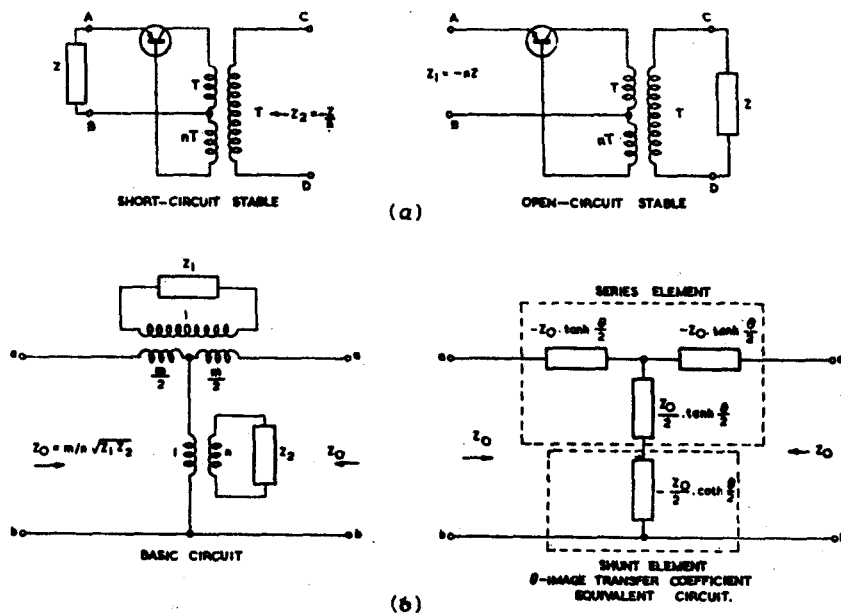 A
C
Z
T
B
nT
T
Z₂ = -Z/n
D
SHORT-CIRCUIT STABLE
A
C
Z₁ = -nZ
T
Z
B
nT
T
D
OPEN-CIRCUIT STABLE
(a)
Z₁
1
a
m/2
m/2
a
Z₀ = m/n √Z₁Z₂
1
n
Z₂
Z₀
b
b
BASIC CIRCUIT
SERIES ELEMENT
-Z₀. tanh θ/2
-Z₀. tanh θ/2
a
a
Z₀/2 . tanh θ/2
Z₀
Z₀
-Z₀/2 . coth θ/2
b
SHUNT ELEMENT
θ-IMAGE TRANSFER COEFFICIENT
EQUIVALENT CIRCUIT.
(b)